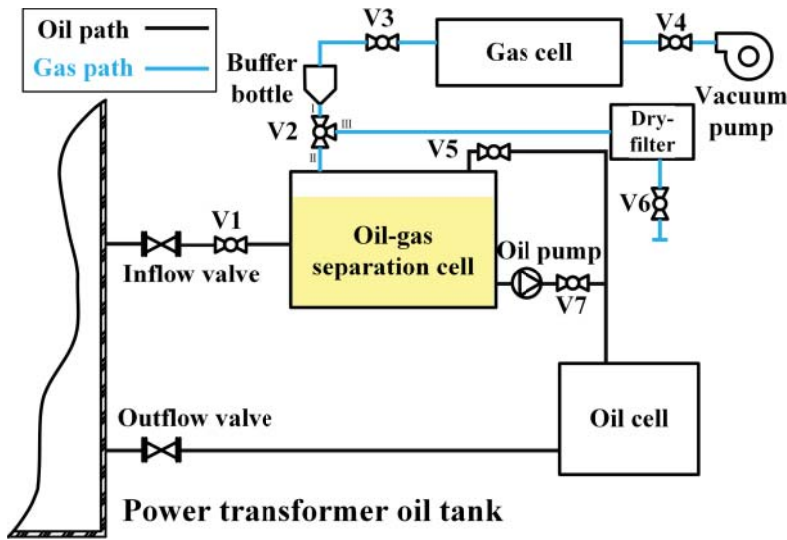 Oil path
Gas path
V3
Gas cell
V4
Vacuum
pump
Buffer
bottle
I
V2
III
II
Dry-
filter
V5
V6
V1
Inflow valve
Oil-gas
separation cell
Oil pump
V7
Outflow valve
Oil cell
Power transformer oil tank